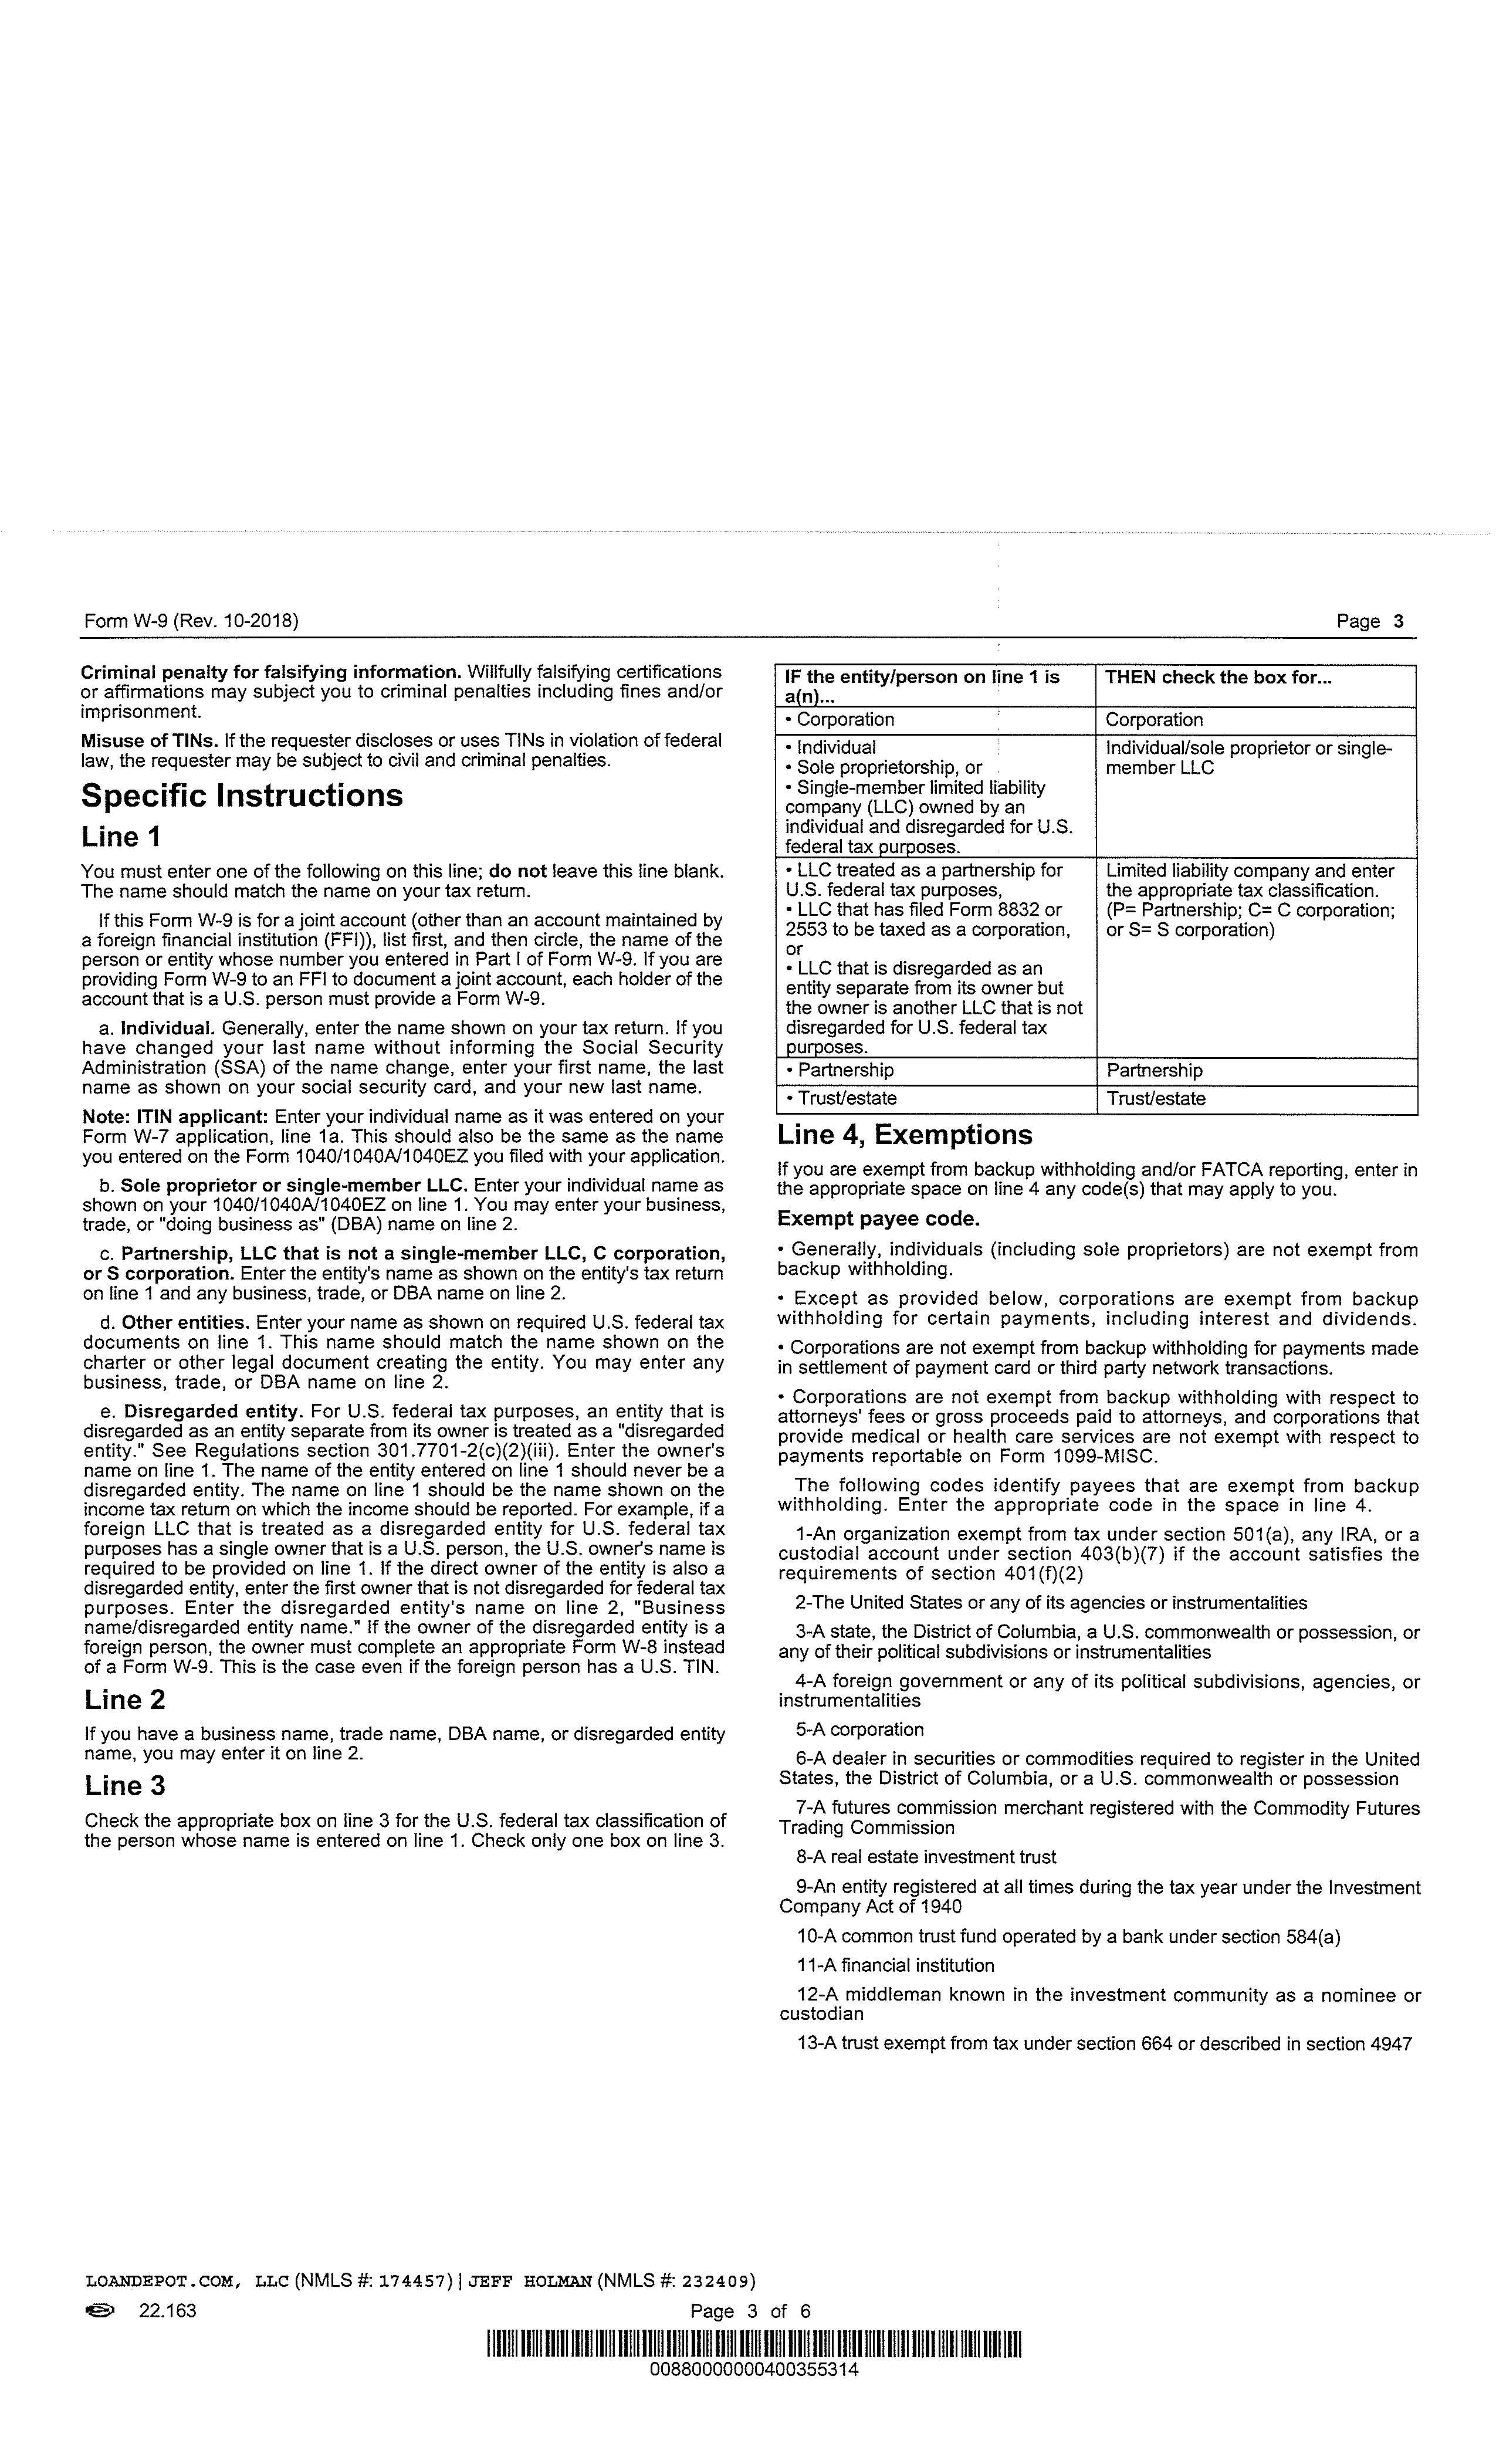 Form W-9 (Rev. 10-2018)
Page 3
Criminal penalty for falsifying information. Willfully falsifying certifications
or affirmations may subject you to criminal penalties including fines and/or
imprisonment.
Misuse of TINs. If the requester discloses or uses TINs in violation of federal
law, the requester may be subject to civil and criminal penalties.
Specific Instructions
Line 1
You must enter one of the following on this line; do not leave this line blank.
The name should match the name on your tax return.
If this Form W-9 is for a joint account (other than an account maintained by
a foreign financial institution (FFI)), list first, and then circle, the name of the
person or entity whose number you entered in Part I of Form W-9. If you are
providing Form W-9 to an FFI to document a joint account, each holder of the
account that is a U.S. person must provide a Form W-9.
a. Individual. Generally, enter the name shown on your tax return. If you
have changed your last name without informing the Social Security
Administration (SSA) of the name change, enter your first name, the last
name as shown on your social security card, and your new last name.
Note: ITIN applicant: Enter your individual name as it was entered on your
Form W-7 application, line 1a. This should also be the same as the name
you entered on the Form 1040/1040A/1040EZ you filed with your application.
b. Sole proprietor or single-member LLC. Enter your individual name as
shown on your 1040/1040A/1040EZ on line 1. You may enter your business,
trade, or "doing business as" (DBA) name on line 2.
c. Partnership, LLC that is not a single-member LLC, C corporation,
or S corporation. Enter the entity's name as shown on the entity's tax return
on line 1 and any business, trade, or DBA name on line 2.
d. Other entities. Enter your name as shown on required U.S. federal tax
documents on line 1. This name should match the name shown on the
charter or other legal document creating the entity. You may enter any
business, trade, or DBA name on line 2.
e. Disregarded entity. For U.S. federal tax purposes, an entity that is
disregarded as an entity separate from its owner is treated as a "disregarded
entity." See Regulations section 301.7701-2(c)(2)(iii). Enter the owner's
name on line 1. The name of the entity entered on line 1 should never be a
disregarded entity. The name on line 1 should be the name shown on the
income tax return on which the income should be reported. For example, if a
foreign LLC that is treated as a disregarded entity for U.S. federal tax
purposes has a single owner that is a U.S. person, the U.S. owner's name is
required to be provided on line 1. If the direct owner of the entity is also a
disregarded entity, enter the first owner that is not disregarded for federal tax
purposes. Enter the disregarded entity's name on line 2, "Business
name/disregarded entity name." If the owner of the disregarded entity is a
foreign person, the owner must complete an appropriate Form W-8 instead
of a Form W-9. This is the case even if the foreign person has a U.S. TIN.
Line 2
If you have a business name, trade name, DBA name, or disregarded entity
name, you may enter it on line 2.
Line 3
Check the appropriate box on line 3 for the U.S. federal tax classification of
the person whose name is entered on line 1. Check only one box on line 3.
IF the entity/person on line 1 is
a(n)...
THEN check the box for...
• Corporation
Corporation
• Individual
• Sole proprietorship, or
• Single-member limited liability
company (LLC) owned by an
individual and disregarded for U.S.
federal tax purposes.
Individual/sole proprietor or single-
member LLC
• LLC treated as a partnership for
U.S. federal tax purposes,
• LLC that has filed Form 8832 or
2553 to be taxed as a corporation,
or
• LLC that is disregarded as an
entity separate from its owner but
the owner is another LLC that is not
disregarded for U.S. federal tax
purposes.
Limited liability company and enter
the appropriate tax classification.
(P= Partnership; C= C corporation;
or S= S corporation)
• Partnership
Partnership
• Trust/estate
Trust/estate
Line 4, Exemptions
If you are exempt from backup withholding and/or FATCA reporting, enter in
the appropriate space on line 4 any code(s) that may apply to you.
Exempt payee code.
• Generally, individuals (including sole proprietors) are not exempt from
backup withholding.
• Except as provided below, corporations are exempt from backup
withholding for certain payments, including interest and dividends.
• Corporations are not exempt from backup withholding for payments made
in settlement of payment card or third party network transactions.
• Corporations are not exempt from backup withholding with respect to
attorneys' fees or gross proceeds paid to attorneys, and corporations that
provide medical or health care services are not exempt with respect to
payments reportable on Form 1099-MISC.
The following codes identify payees that are exempt from backup
withholding. Enter the appropriate code in the space in line 4.
1-An organization exempt from tax under section 501(a), any IRA, or a
custodial account under section 403(b)(7) if the account satisfies the
requirements of section 401(f)(2)
2-The United States or any of its agencies or instrumentalities
3-A state, the District of Columbia, a U.S. commonwealth or possession, or
any of their political subdivisions or instrumentalities
4-A foreign government or any of its political subdivisions, agencies, or
instrumentalities
5-A corporation
6-A dealer in securities or commodities required to register in the United
States, the District of Columbia, or a U.S. commonwealth or possession
7-A futures commission merchant registered with the Commodity Futures
Trading Commission
8-A real estate investment trust
9-An entity registered at all times during the tax year under the Investment
Company Act of 1940
10-A common trust fund operated by a bank under section 584(a)
11-A financial institution
12-A middleman known in the investment community as a nominee or
custodian
13-A trust exempt from tax under section 664 or described in section 4947
LOANDEPOT.COM, LLC (NMLS #: 174457) | JEFF HOLMAN (NMLS #: 232409)
22.163
Page 3 of 6
00880000000400355314